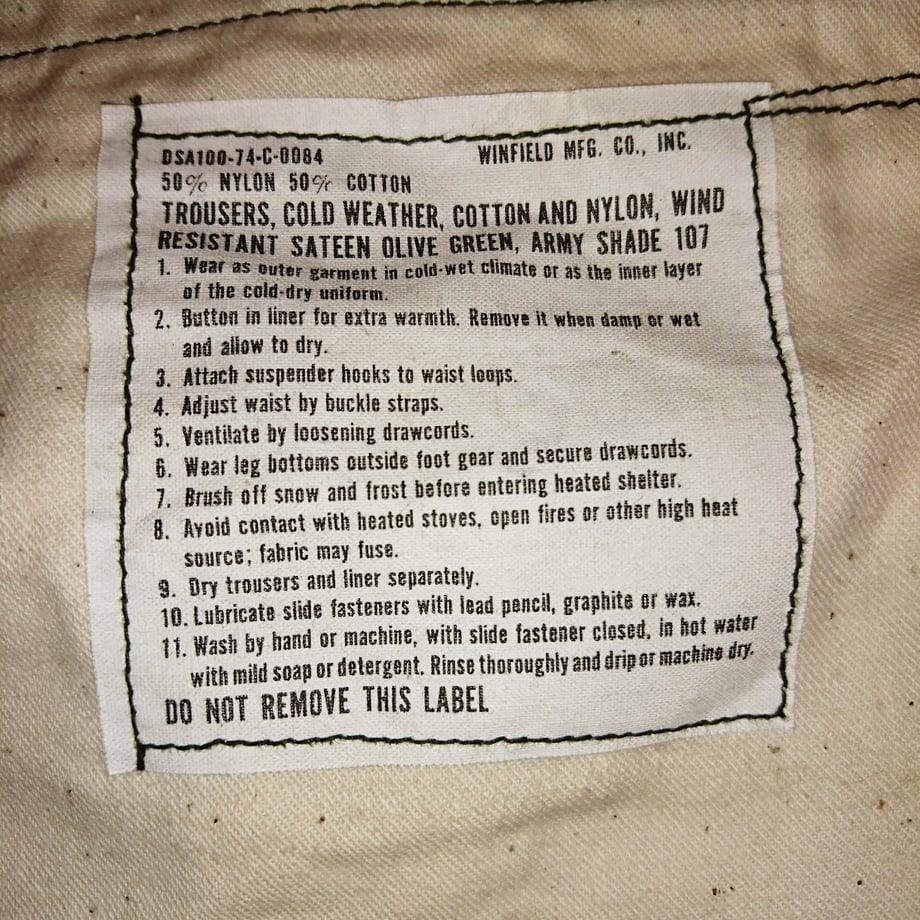 DSA100-74-C-0084 WINFIELD MFG. CO., INC.
50% NYLON 50% COTTON
TROUSERS, COLD WEATHER, COTTON AND NYLON, WIND
RESISTANT SATEEN OLIVE GREEN, ARMY SHADE 107
1. Wear as outer garment in cold-wet climate or as the inner layer
of the cold-dry uniform.
2. Button in liner for extra warmth. Remove it when damp or wet
and allow to dry.
3. Attach suspender hooks to waist loops.
4. Adjust waist by buckle straps.
5. Ventilate by loosening drawcords.
6. Wear leg bottoms outside foot gear and secure drawcords.
7. Brush off snow and frost before entering heated shelter.
8. Avoid contact with heated stoves, open fires or other high heat
source; fabric may fuse.
9. Dry trousers and liner separately.
10. Lubricate slide fasteners with lead pencil, graphite or wax.
11. Wash by hand or machine, with slide fastener closed, in hot water
with mild soap or detergent. Rinse thoroughly and drip or machine dry.
DO NOT REMOVE THIS LABEL